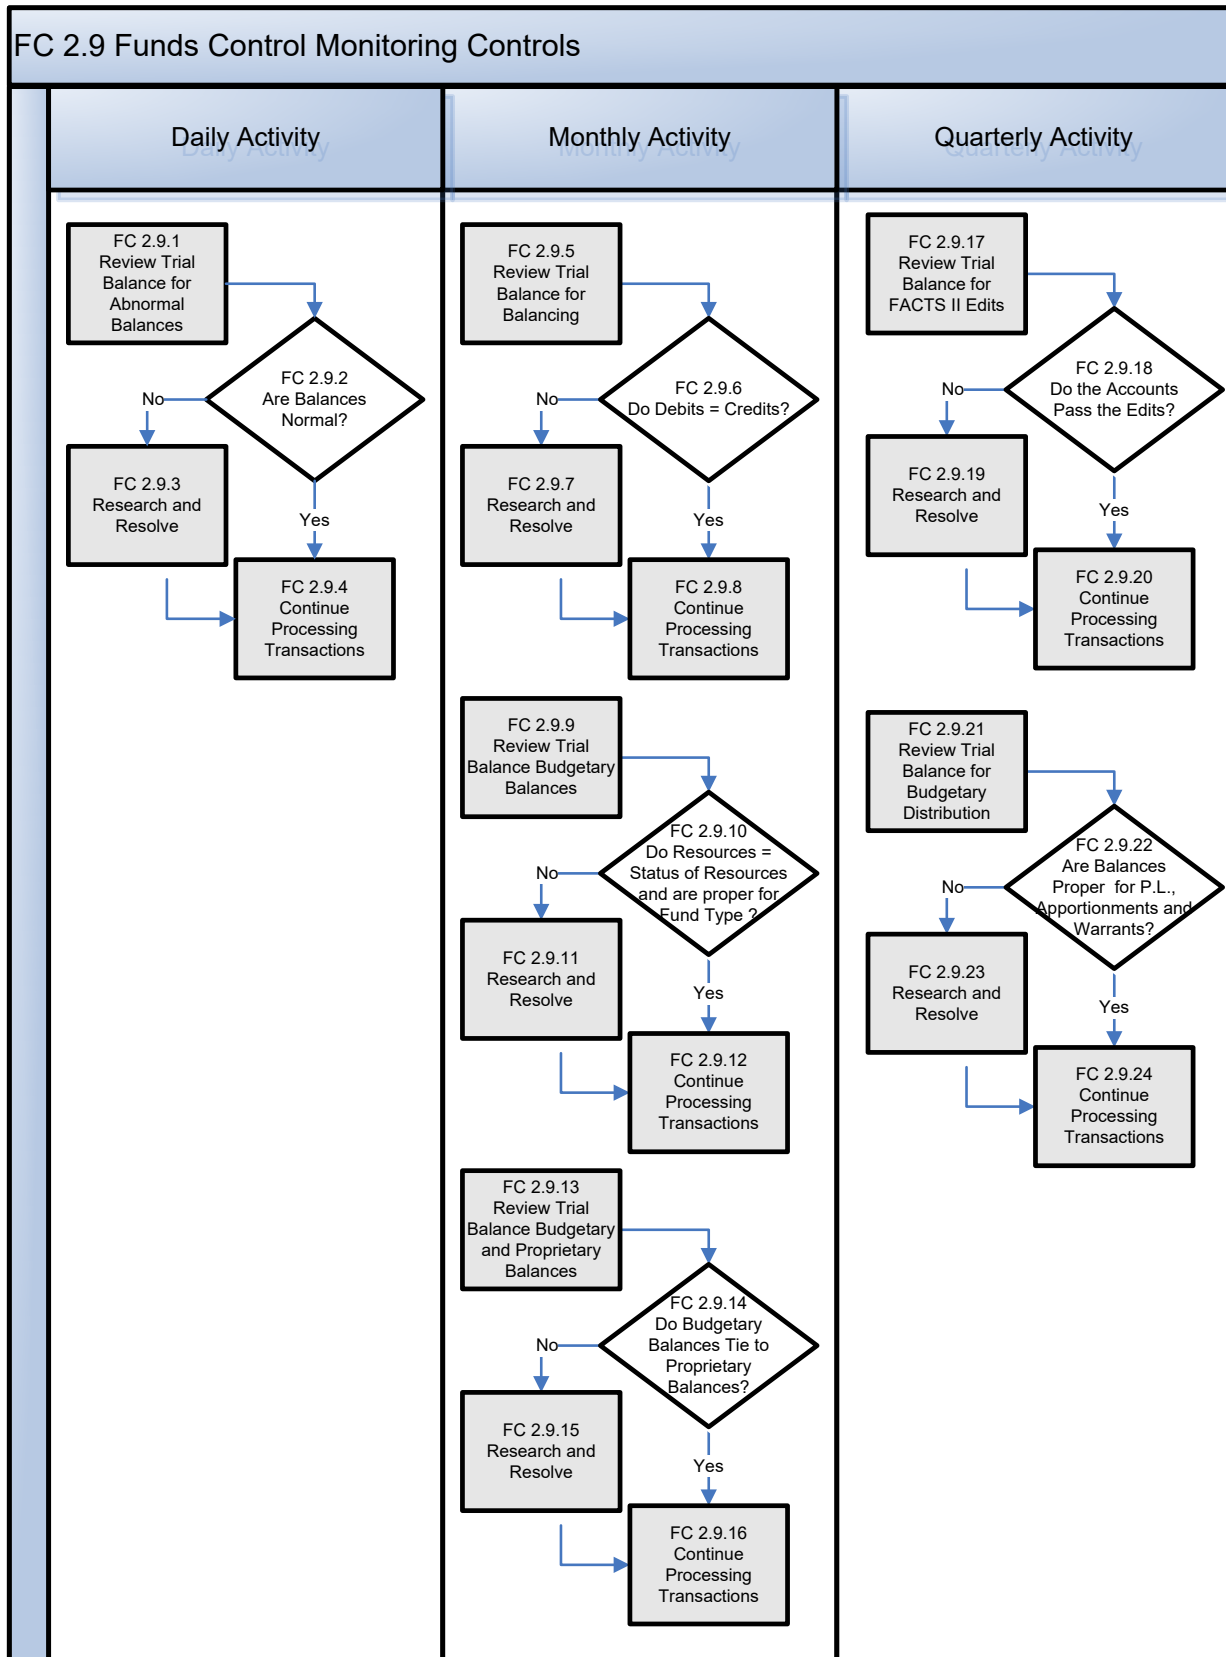 FC 2.9 Funds Control Monitoring Controls
Daily Activity
Monthly Activity
Quarterly Activity
FC 2.9.1
Review Trial
Balance for
Abnormal
Balances
FC 2.9.2
Are Balances
Normal?
No
FC 2.9.3
Research and
Resolve
Yes
FC 2.9.4
Continue
Processing
Transactions
FC 2.9.5
Review Trial
Balance for
Balancing
FC 2.9.6
Do Debits = Credits?
No
FC 2.9.7
Research and
Resolve
Yes
FC 2.9.8
Continue
Processing
Transactions
FC 2.9.9
Review Trial
Balance Budgetary
Balances
FC 2.9.10
Do Resources =
Status of Resources
and are proper for
Fund Type ?
No
FC 2.9.11
Research and
Resolve
Yes
FC 2.9.12
Continue
Processing
Transactions
FC 2.9.13
Review Trial
Balance Budgetary
and Proprietary
Balances
FC 2.9.14
Do Budgetary
Balances Tie to
Proprietary
Balances?
No
FC 2.9.15
Research and
Resolve
Yes
FC 2.9.16
Continue
Processing
Transactions
FC 2.9.17
Review Trial
Balance for
FACTS II Edits
FC 2.9.18
Do the Accounts
Pass the Edits?
No
FC 2.9.19
Research and
Resolve
Yes
FC 2.9.20
Continue
Processing
Transactions
FC 2.9.21
Review Trial
Balance for
Budgetary
Distribution
FC 2.9.22
Are Balances
Proper for P.L.,
Apportionments and
Warrants?
No
FC 2.9.23
Research and
Resolve
Yes
FC 2.9.24
Continue
Processing
Transactions